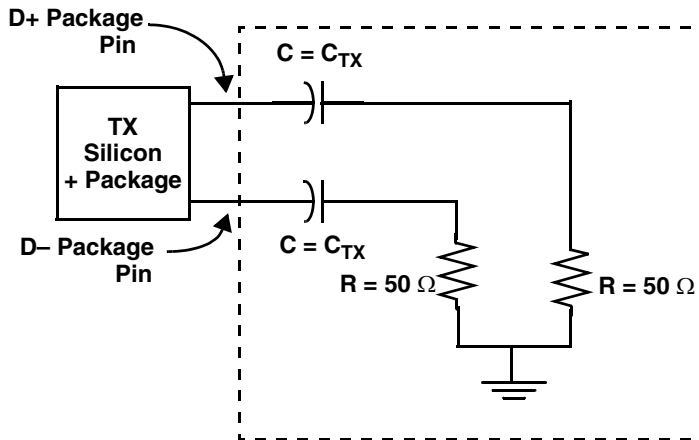 D+ Package
Pin
C = CTX
TX
Silicon
+ Package
D– Package
Pin
C = CTX
R = 50 Ω
R = 50 Ω